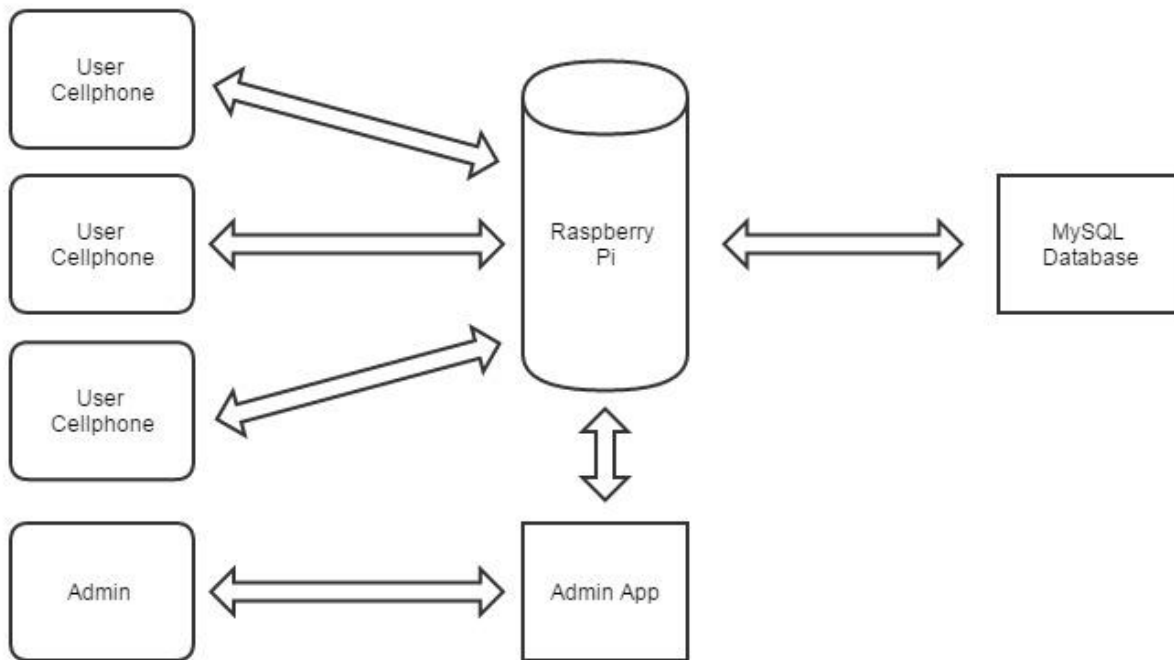 User
Cellphone
User
Cellphone
Raspberry
Pi
MySQL
Database
User
Cellphone
Admin
Admin App